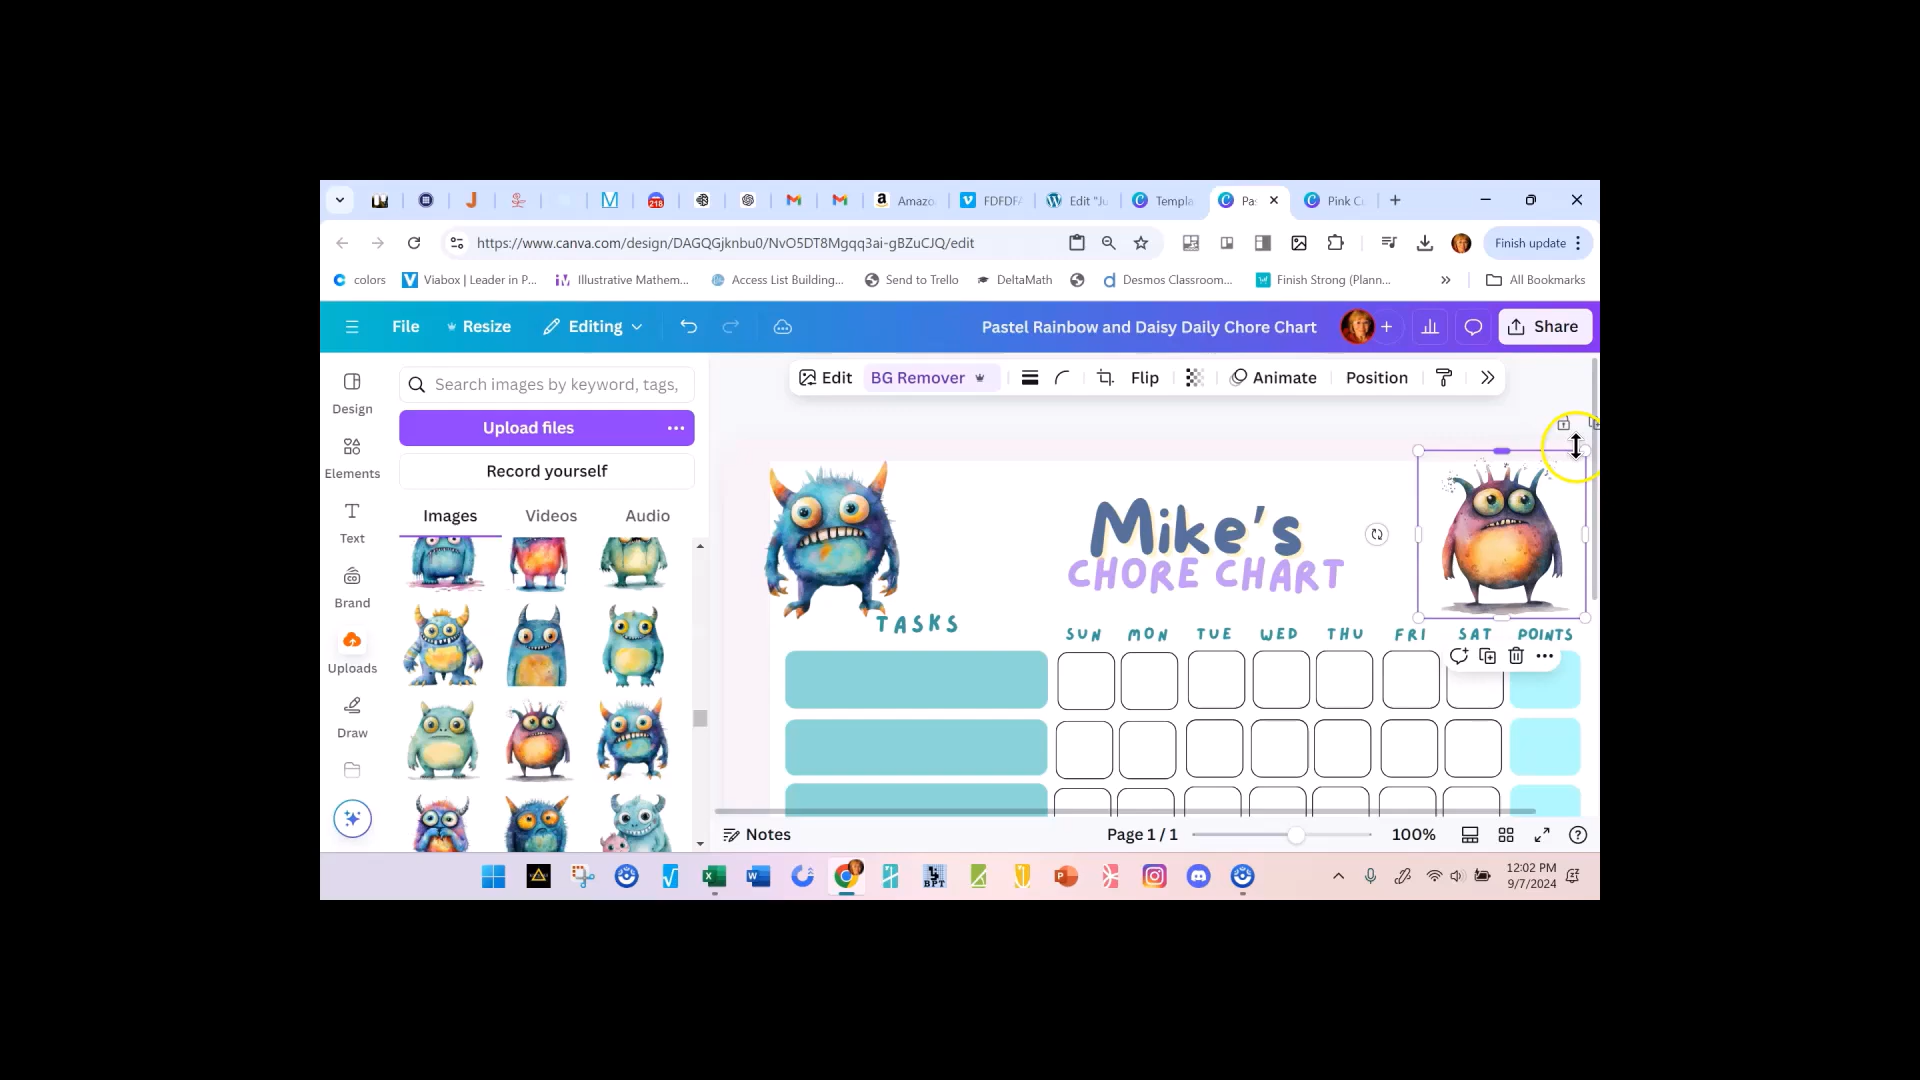 218
Amazo
FDFDF
Edit "Ju
Templa
Pa
Pink C
https://www.canva.com/design/DAGQGjknbu0/NvO5DT8Mgqq3ai-gBZuCJQ/edit
Finish update
colors
Viabox | Leader in P...
Illustrative Mathem...
Access List Building...
Send to Trello
DeltaMath
Desmos Classroom...
Finish Strong (Plann...
All Bookmarks
File
Resize
Editing
Pastel Rainbow and Daisy Daily Chore Chart
Share
Design
Elements
Text
Brand
Uploads
Draw
Search images by keyword, tags,
Upload files
Record yourself
Images
Videos
Audio
Edit
BG Remover
Flip
Animate
Position
Mike's
CHORE CHART
TASKS
SUN
MON
TUE
WED
THU
FRI
SAT
POINTS
Notes
Page 1 / 1
100%
BPT
12:02 PM
9/7/2024